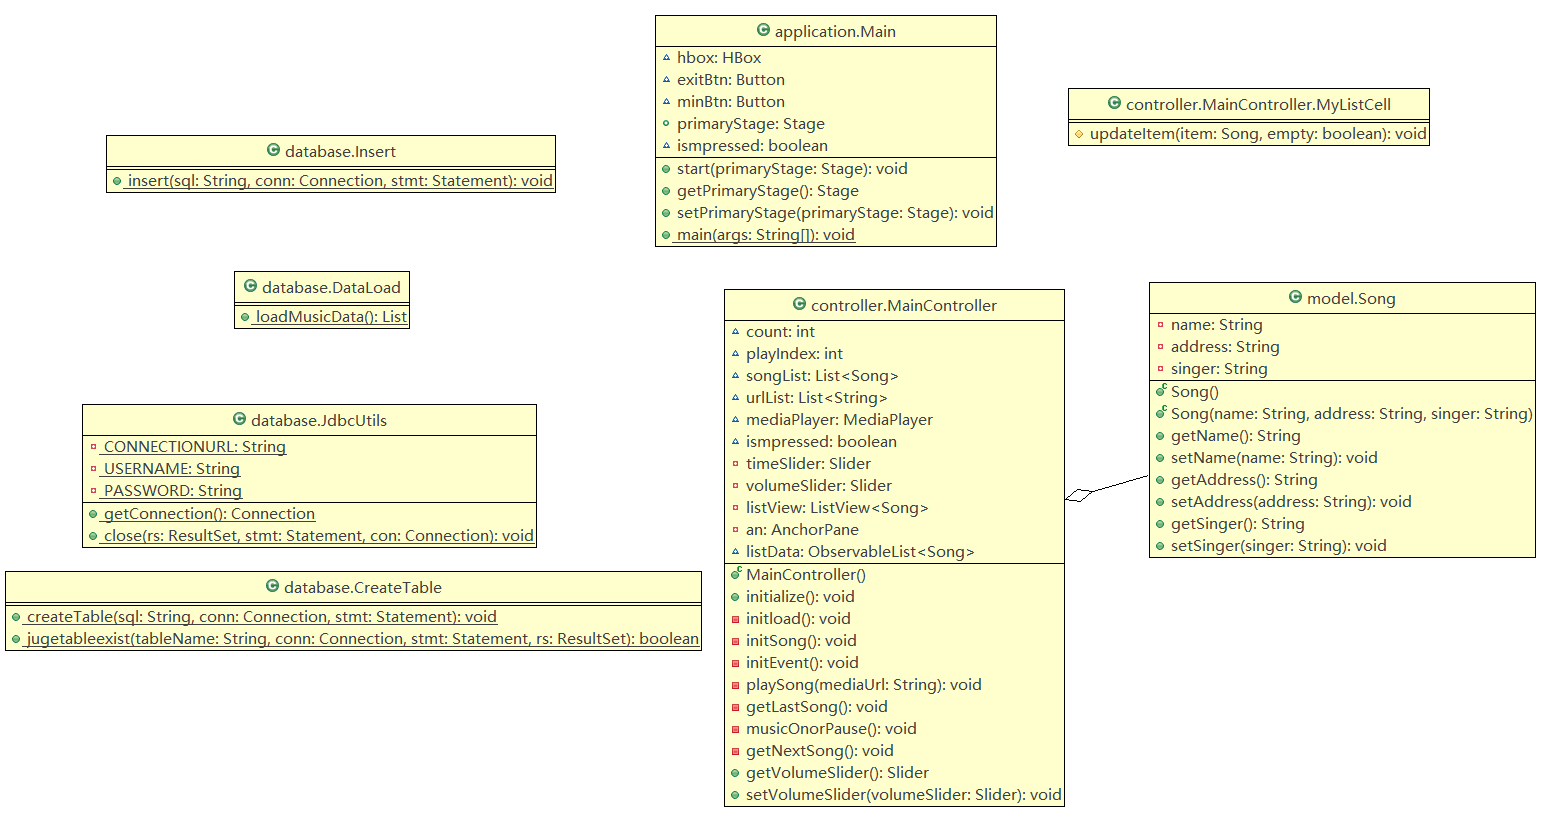 application.Main
hbox: HBox
exitBtn: Button
minBtn: Button
primaryStage: Stage
ismpressed: boolean
start(primaryStage: Stage): void
getPrimaryStage(): Stage
setPrimaryStage(primaryStage: Stage): void
main(args: String[]): void
controller.MainController.MyListCell
updateItem(item: Song, empty: boolean): void
database.Insert
insert(sql: String, conn: Connection, stmt: Statement): void
database.DataLoad
loadMusicData(): List
database.JdbcUtils
CONNECTIONURL: String
USERNAME: String
PASSWORD: String
getConnection(): Connection
close(rs: ResultSet, stmt: Statement, con: Connection): void
database.CreateTable
createTable(sql: String, conn: Connection, stmt: Statement): void
jugetableexist(tableName: String, conn: Connection, stmt: Statement, rs: ResultSet): boolean
controller.MainController
count: int
playIndex: int
songList: List<Song>
urlList: List<String>
mediaPlayer: MediaPlayer
ismpressed: boolean
timeSlider: Slider
volumeSlider: Slider
listView: ListView<Song>
an: AnchorPane
listData: ObservableList<Song>
MainController()
initialize(): void
initload(): void
initSong(): void
initEvent(): void
playSong(mediaUrl: String): void
getLastSong(): void
musicOnorPause(): void
getNextSong(): void
getVolumeSlider(): Slider
setVolumeSlider(volumeSlider: Slider): void
model.Song
name: String
address: String
singer: String
Song()
Song(name: String, address: String, singer: String)
getName(): String
setName(name: String): void
getAddress(): String
setAddress(address: String): void
getSinger(): String
setSinger(singer: String): void